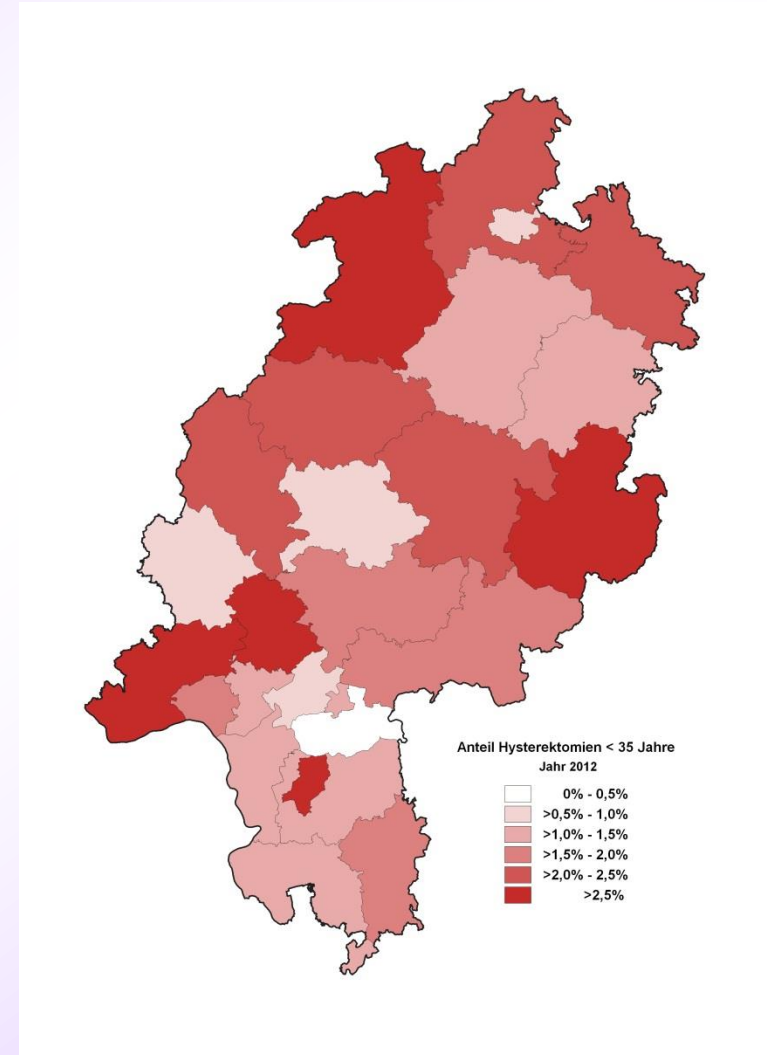 Anteil Hysterektomien < 35 Jahre
Jahr 2012
0% - 0,5%
>0,5% - 1,0%
>1,0% - 1,5%
>1,5% - 2,0%
>2,0% - 2,5%
>2,5%